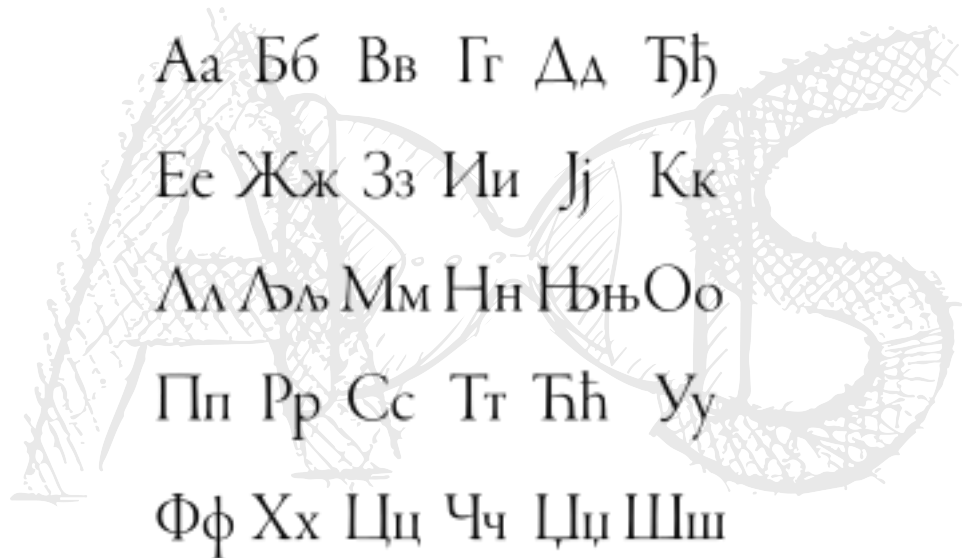 Аа Бб Вв Гг Дд Ђђ
Ее Жж Зз Ии Јј Кк
Лл Љљ Мм Нн Њњ Оо
Пп Рр Сс Тт Ћћ Уу
Фф Хх Цц Чч Џџ Шш